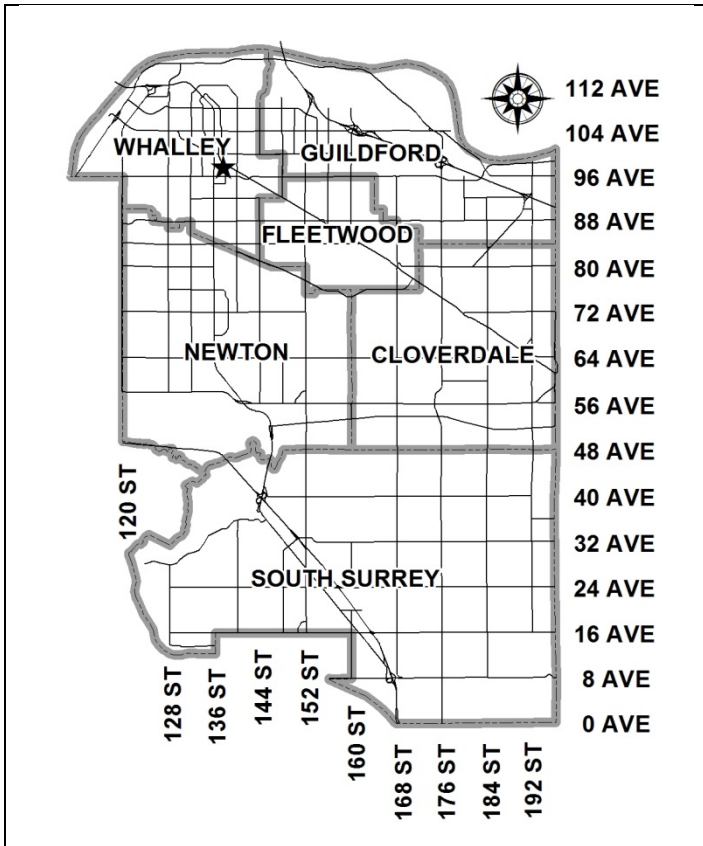 112 AVE
104 AVE
WHALLEY
GUILDFORD
96 AVE
88 AVE
FLEETWOOD
80 AVE
72 AVE
NEWTON
CLOVERDALE
64 AVE
56 AVE
48 AVE
120 ST
40 AVE
32 AVE
SOUTH SURREY
24 AVE
16 AVE
128 ST
136 ST
144 ST
152 ST
8 AVE
160 ST
0 AVE
168 ST
176 ST
184 ST
192 ST